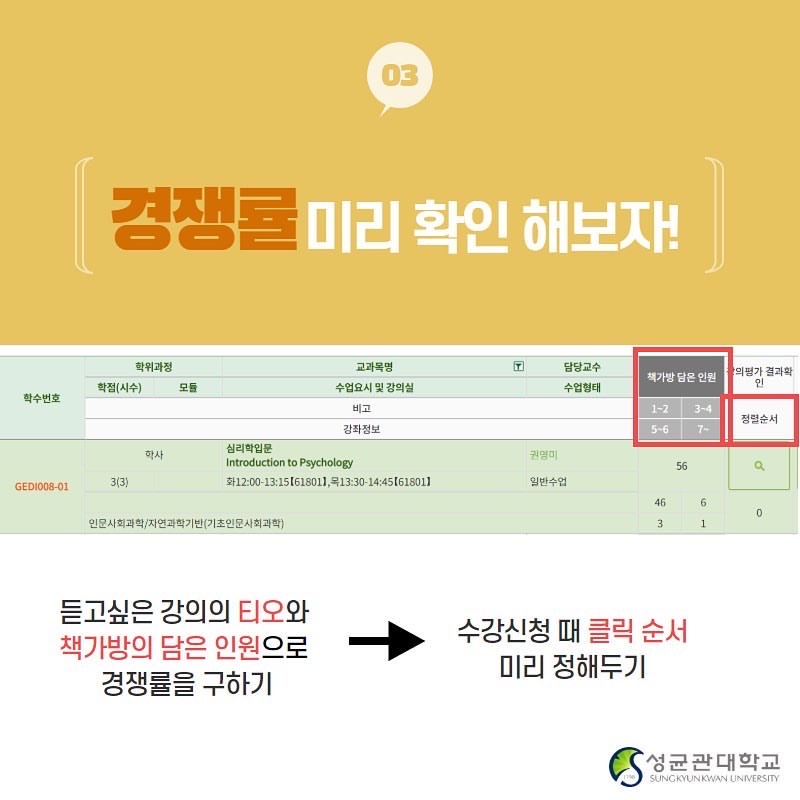 03
경쟁률 미리 확인 해보자!
학수번호
학위과정
교과목명
담당교수
책가방 담은 인원
의평가 결과확
인
학점(시수)
모듈
수업요시 및 강의실
수업형태
비고
1~2
3~4
정렬순서
강좌정보
5~6
7~
GEDI008-01
학사
심리학입문
Introduction to Psychology
권영미
56
3(3)
화12:00-13:15【61801】,목13:30-14:45【61801】
일반수업
46
6
0
인문사회과학/자연과학기반(기초인문사회과학)
3
1
듣고싶은 강의의 티오와
책가방의 담은 인원으로
경쟁률을 구하기
수강신청 때 클릭 순서
미리 정해두기
1398
성균관대학교
SUNGKYUNKWAN UNIVERSITY